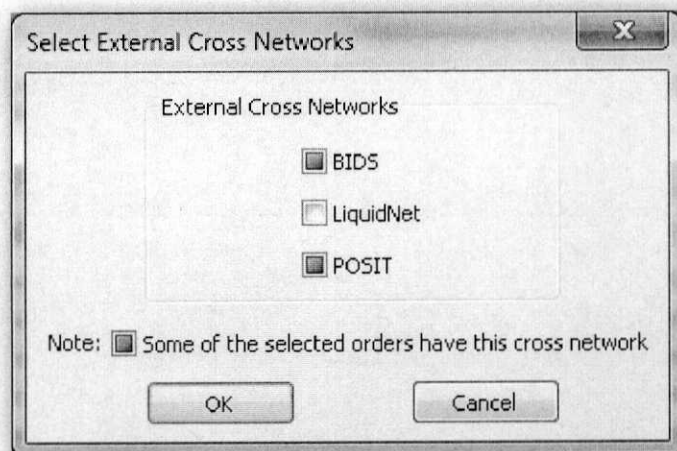 Select External Cross Networks
External Cross Networks
BIDS
LiquidNet
POSIT
Note: Some of the selected orders have this cross network
OK Cancel